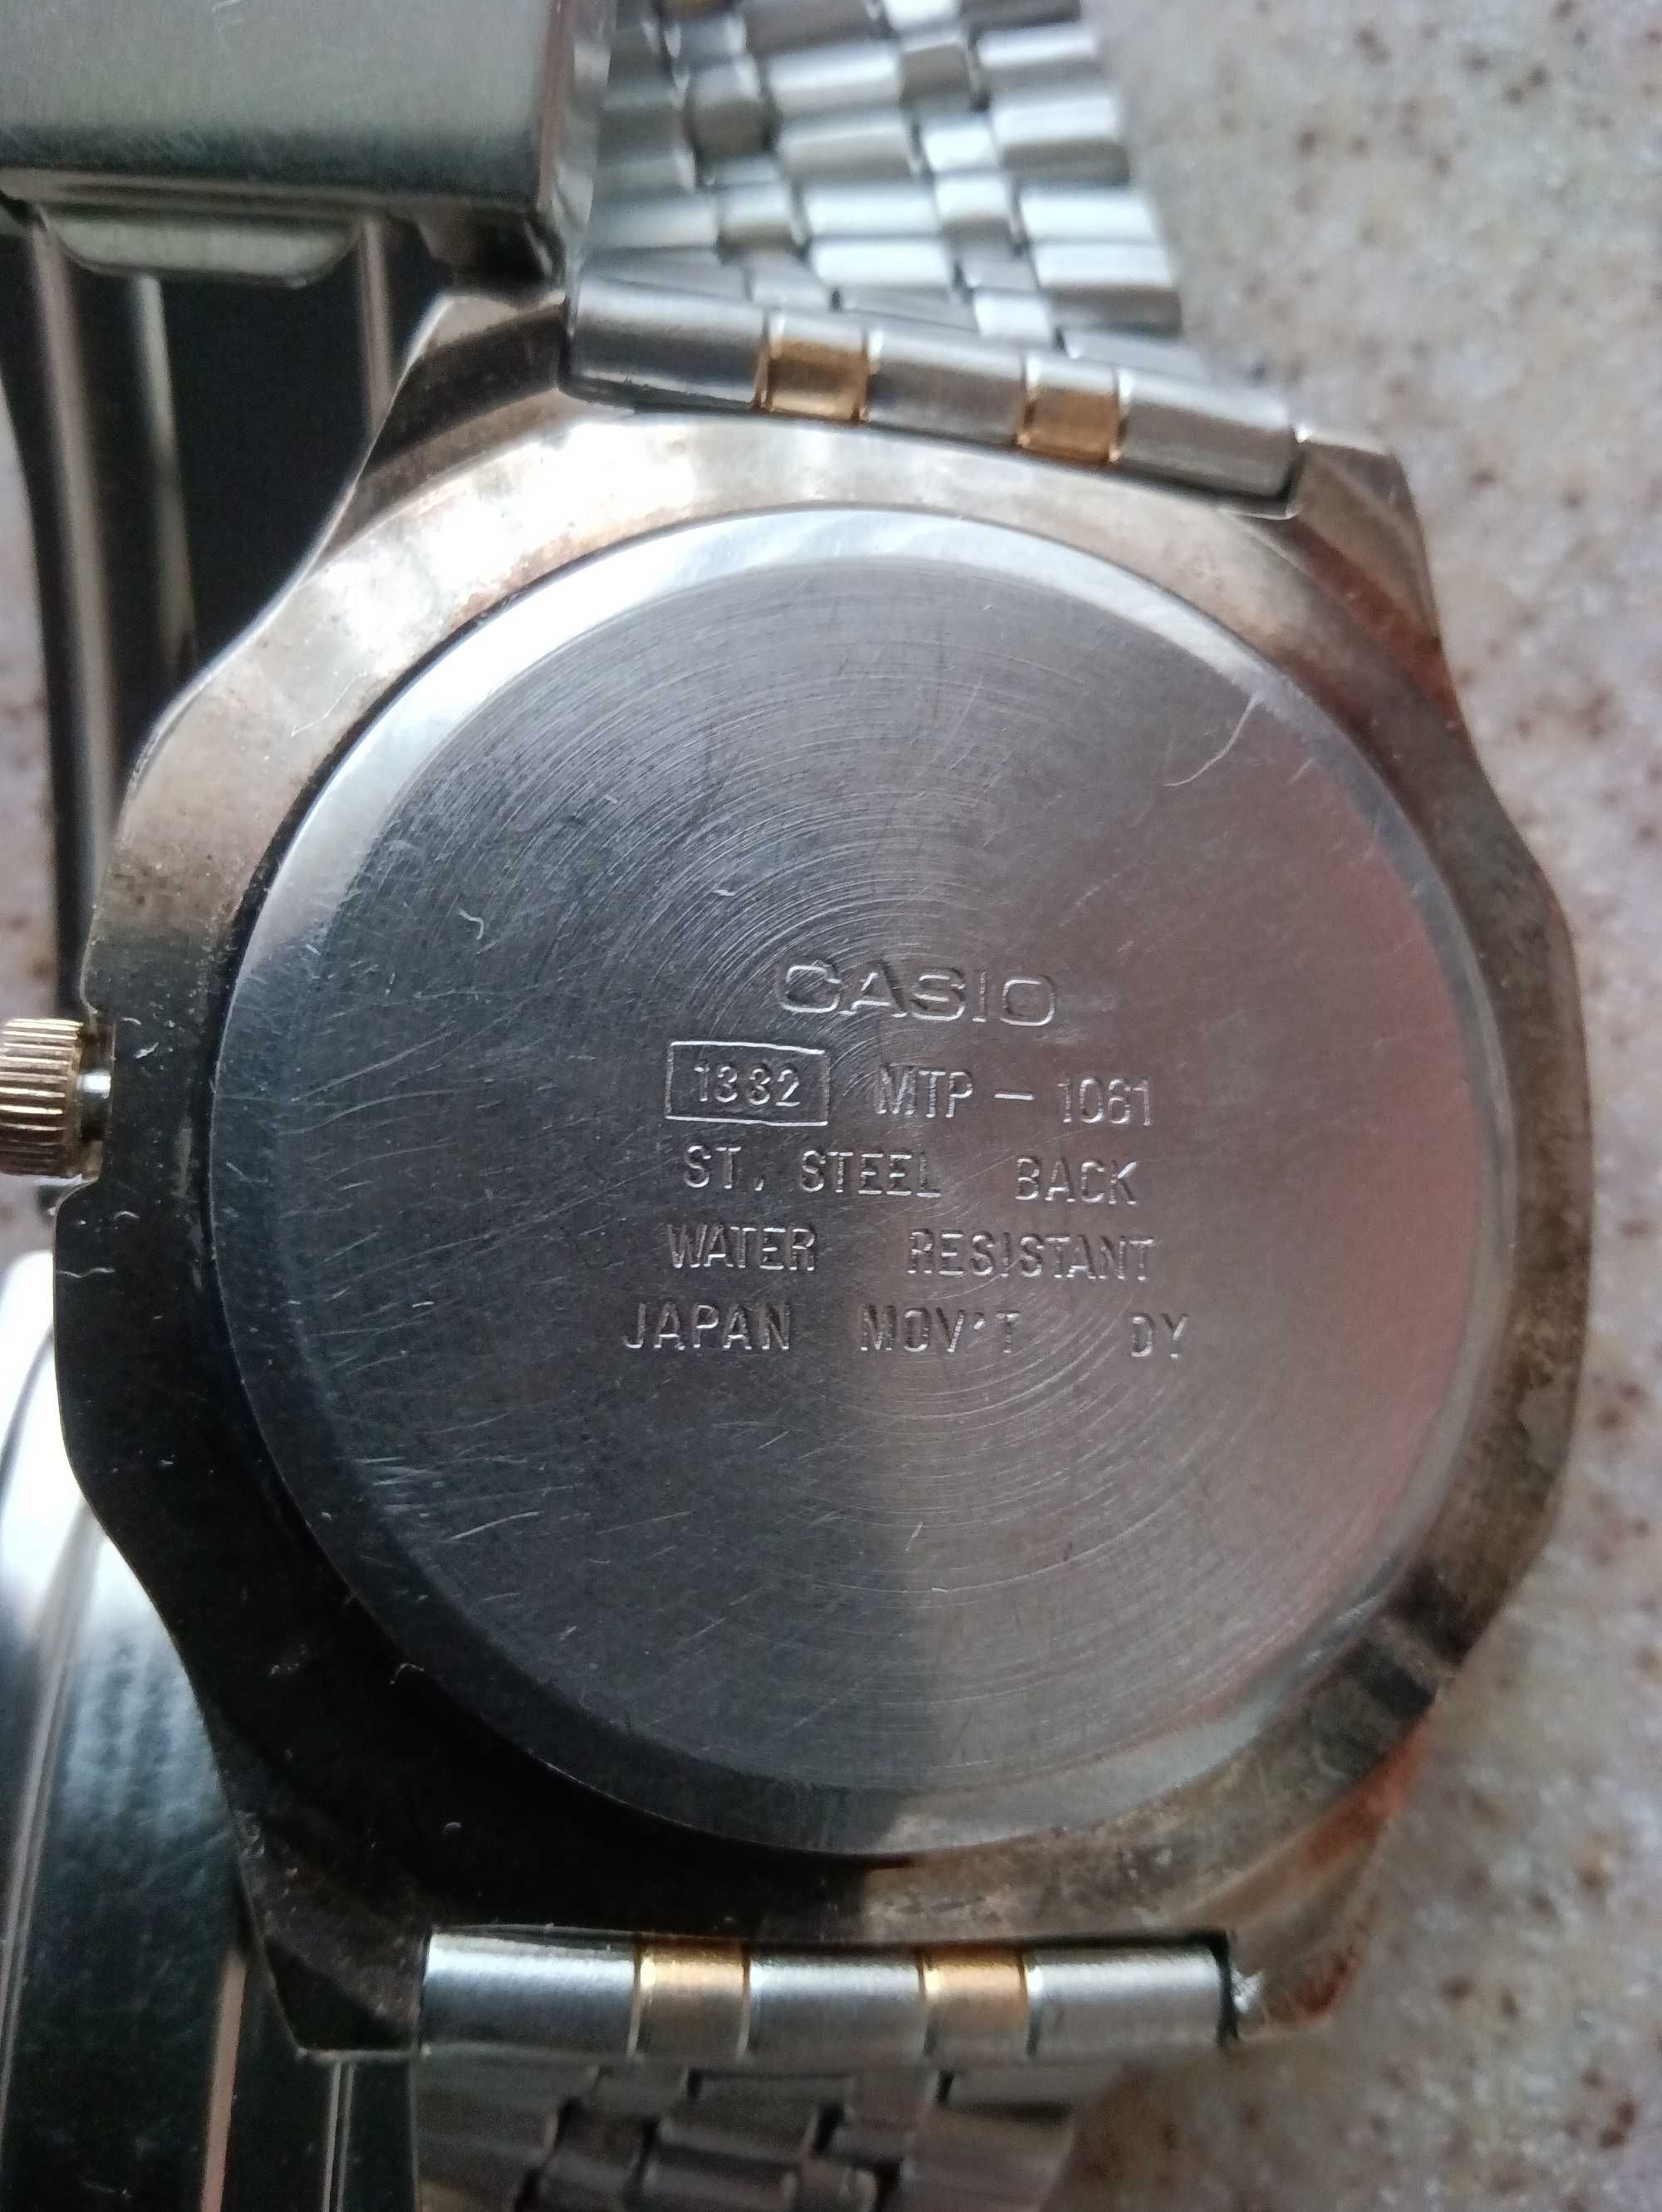 CASIO
1332 MTP - 1061
ST. STEEL BACK
WATER RESISTANT
JAPAN MOV'T DY